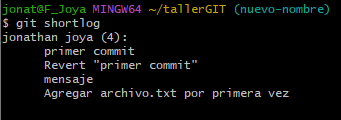 jonat@F_Joya MINGW64 ~/tallerGIT (nuevo-nombre)
$ git shortlog
jonathan joya (4):
      primer commit
      Revert "primer commit"
      mensaje
      Agregar archivo.txt por primera vez